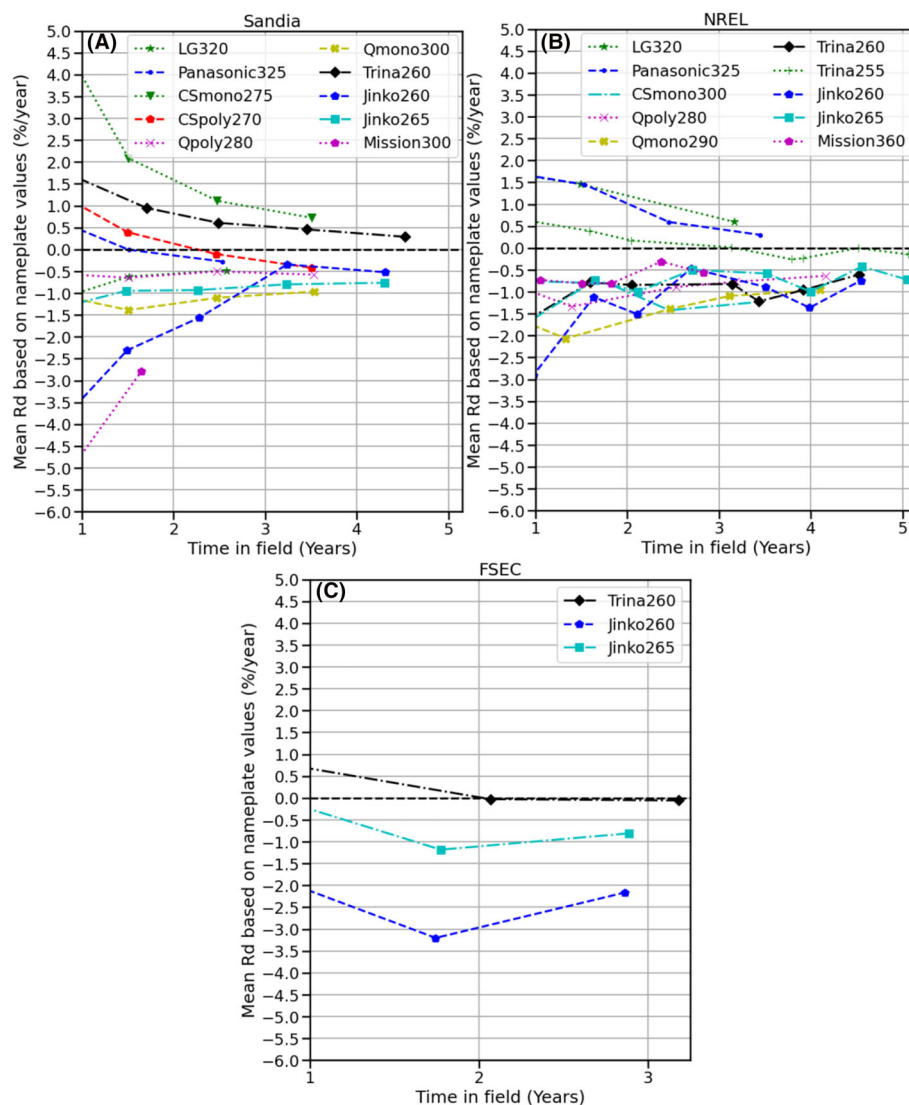 Sandia
(A)
LG320
Panasonic325
CSmono275
CSpoly270
Qpoly280
Qmono300
Trina260
Jinko260
Jinko265
Mission300
5.0
4.5
4.0
3.5
3.0
2.5
2.0
1.5
1.0
0.5
0.0
−0.5
−1.0
−1.5
−2.0
−2.5
−3.0
−3.5
−4.0
−4.5
−5.0
−5.5
−6.0
Mean Rd based on nameplate values (%/year)
1 2 3 4 5
Time in field (Years)
NREL
(B)
LG320
Panasonic325
CSmono300
Qpoly280
Qmono290
Trina260
Trina255
Jinko260
Jinko265
Mission360
5.0
4.5
4.0
3.5
3.0
2.5
2.0
1.5
1.0
0.5
0.0
−0.5
−1.0
−1.5
−2.0
−2.5
−3.0
−3.5
−4.0
−4.5
−5.0
−5.5
−6.0
Mean Rd based on nameplate values (%/year)
1 2 3 4 5
Time in field (Years)
FSEC
(C)
Trina260
Jinko260
Jinko265
5.0
4.5
4.0
3.5
3.0
2.5
2.0
1.5
1.0
0.5
0.0
−0.5
−1.0
−1.5
−2.0
−2.5
−3.0
−3.5
−4.0
−4.5
−5.0
−5.5
−6.0
Mean Rd based on nameplate values (%/year)
1 2 3
Time in field (Years)